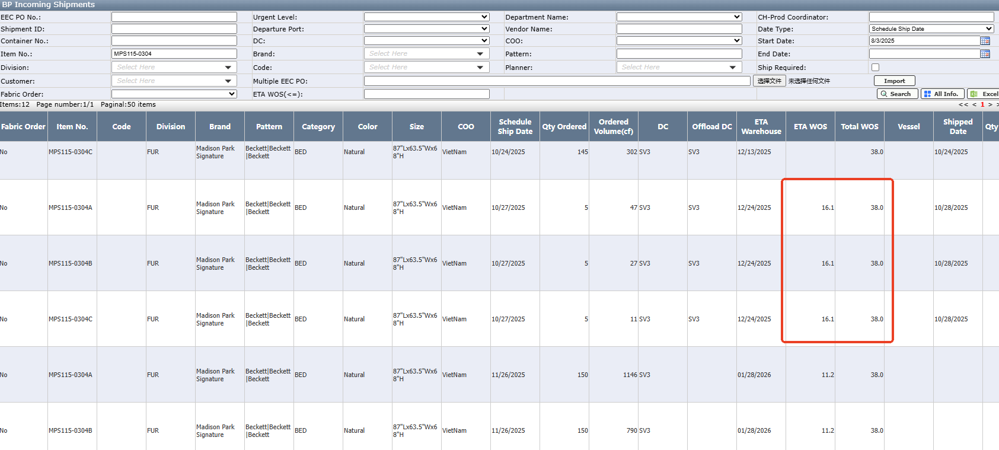 BP Incoming Shipments
EEC PO No.: Urgent Level: Department Name: CH-Prod Coordinator:
Shipment ID: Departure Port: Vendor Name: Date Type: Schedule Ship Date
Container No.: DC: COO: Start Date: 8/3/2025
Item No.: MPS115-0304 Brand: Select Here Pattern: End Date:
Division: Select Here Code: Select Here Planner: Select Here Ship Required:
Customer: Select Here Multiple EEC PO: 选择文件 未选择任何文件 Import
Fabric Order: ETA WOS(<=): Search All Info. Excel
Items:12 Page number:1/1 Paginal:50 items << < 1 >
Fabric Order Item No. Code Division Brand Pattern Category Color Size COO Schedule Ship Date Qty Ordered Ordered Volume(cf) DC Offload DC ETA Warehouse ETA WOS Total WOS Vessel Shipped Date Qty
No MPS115-0304C FUR Madison Park Signature Beckett|Beckett|Beckett BED Natural 87"Lx63.5"Wx68"H VietNam 10/24/2025 145 302 SV3 SV3 12/13/2025 38.0 10/24/2025
No MPS115-0304A FUR Madison Park Signature Beckett|Beckett|Beckett BED Natural 87"Lx63.5"Wx68"H VietNam 10/27/2025 5 47 SV3 SV3 12/24/2025 16.1 38.0 10/28/2025
No MPS115-0304B FUR Madison Park Signature Beckett|Beckett|Beckett BED Natural 87"Lx63.5"Wx68"H VietNam 10/27/2025 5 27 SV3 SV3 12/24/2025 16.1 38.0 10/28/2025
No MPS115-0304C FUR Madison Park Signature Beckett|Beckett|Beckett BED Natural 87"Lx63.5"Wx68"H VietNam 10/27/2025 5 11 SV3 SV3 12/24/2025 16.1 38.0 10/28/2025
No MPS115-0304A FUR Madison Park Signature Beckett|Beckett|Beckett BED Natural 87"Lx63.5"Wx68"H VietNam 11/26/2025 150 1146 SV3 01/28/2026 11.2 38.0
No MPS115-0304B FUR Madison Park Signature Beckett|Beckett|Beckett BED Natural 87"Lx63.5"Wx68"H VietNam 11/26/2025 150 790 SV3 01/28/2026 11.2 38.0